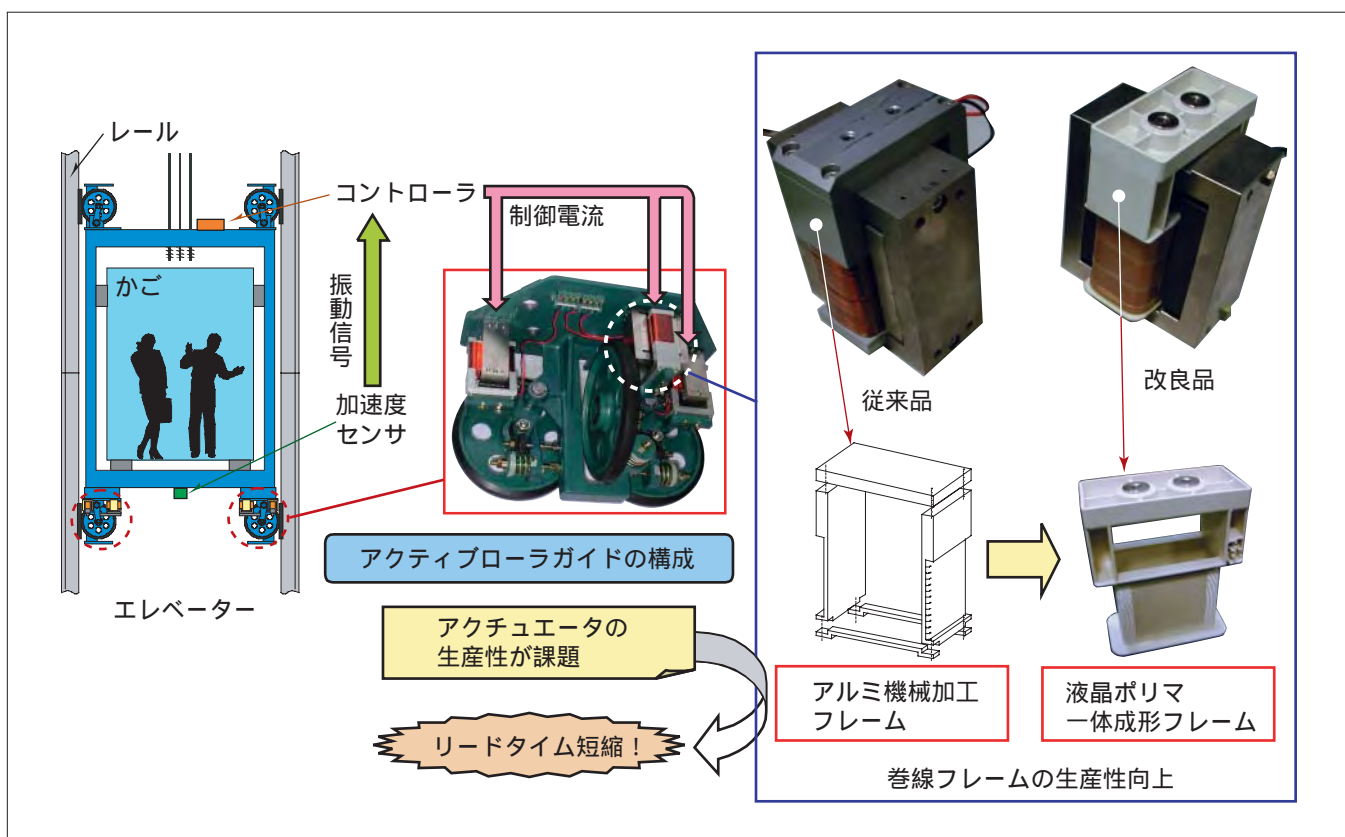 レール
コントローラ
制御電流
かご
振動信号
加速度
センサ
エレベーター
アクティブローラガイドの構成
アクチュエータの
生産性が課題
リードタイム短縮！
従来品
改良品
アルミ機械加工
フレーム
液晶ポリマ
一体成形フレーム
巻線フレームの生産性向上